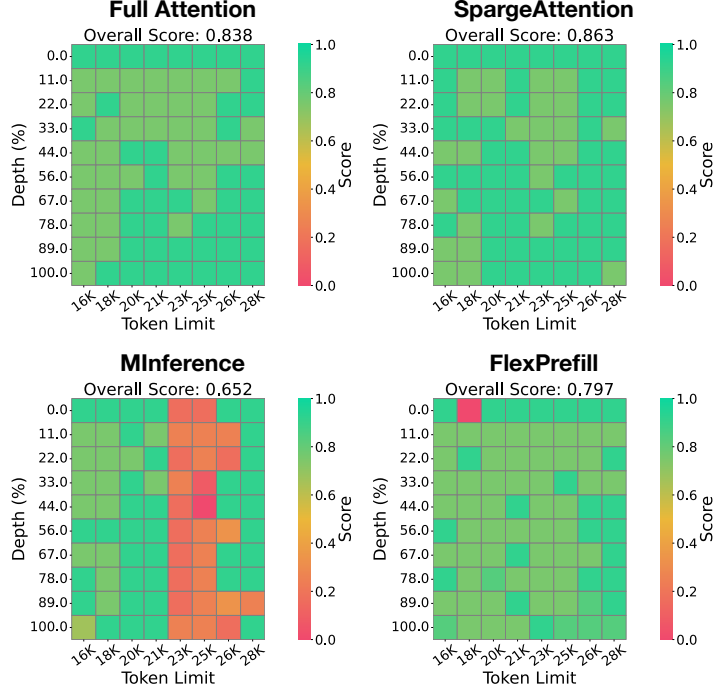 Full Attention
Overall Score: 0.838
Depth (%)
0.0
11.0
22.0
33.0
44.0
56.0
67.0
78.0
89.0
100.0
16K 18K 20K 21K 23K 25K 26K 28K
Token Limit
1.0
0.8
0.6
0.4
0.2
0.0
Score
SpargeAttention
Overall Score: 0.863
Depth (%)
0.0
11.0
22.0
33.0
44.0
56.0
67.0
78.0
89.0
100.0
16K 18K 20K 21K 23K 25K 26K 28K
Token Limit
1.0
0.8
0.6
0.4
0.2
0.0
Score
MInference
Overall Score: 0.652
Depth (%)
0.0
11.0
22.0
33.0
44.0
56.0
67.0
78.0
89.0
100.0
16K 18K 20K 21K 23K 25K 26K 28K
Token Limit
1.0
0.8
0.6
0.4
0.2
0.0
Score
FlexPrefill
Overall Score: 0.797
Depth (%)
0.0
11.0
22.0
33.0
44.0
56.0
67.0
78.0
89.0
100.0
16K 18K 20K 21K 23K 25K 26K 28K
Token Limit
1.0
0.8
0.6
0.4
0.2
0.0
Score